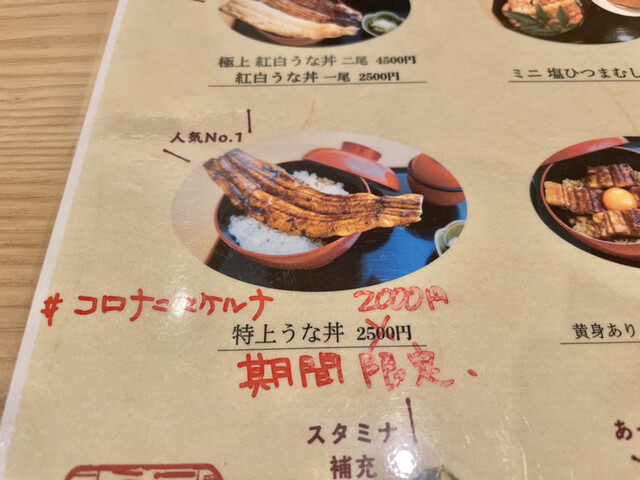 極上 紅白うな丼 二尾 4500円
紅白うな丼 一尾 2500円
ミニ 塩ひつまむし
人気No.1
#コロナニマケルナ 2000円
特上うな丼 2500円
期間限定.
黄身あり
スタミナ
補充
あっ